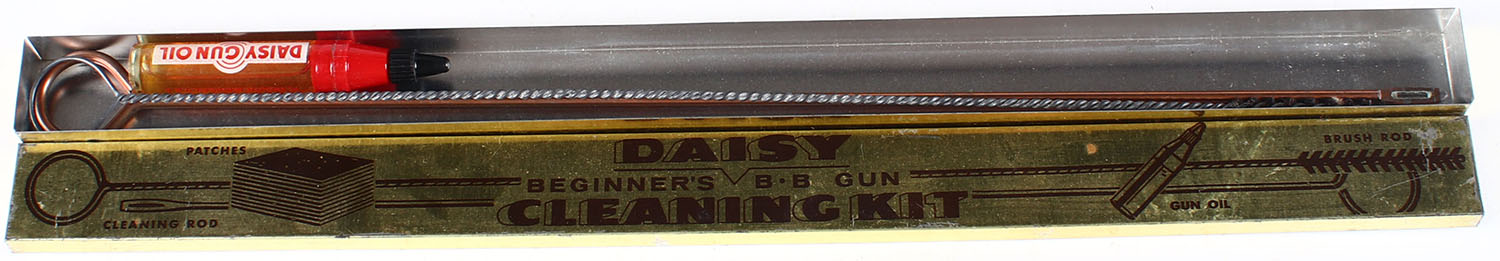 DAISY GUN OIL
PATCHES
CLEANING ROD
DAISY
BEGINNER'S B•B GUN
CLEANING KIT
BRUSH ROD
GUN OIL